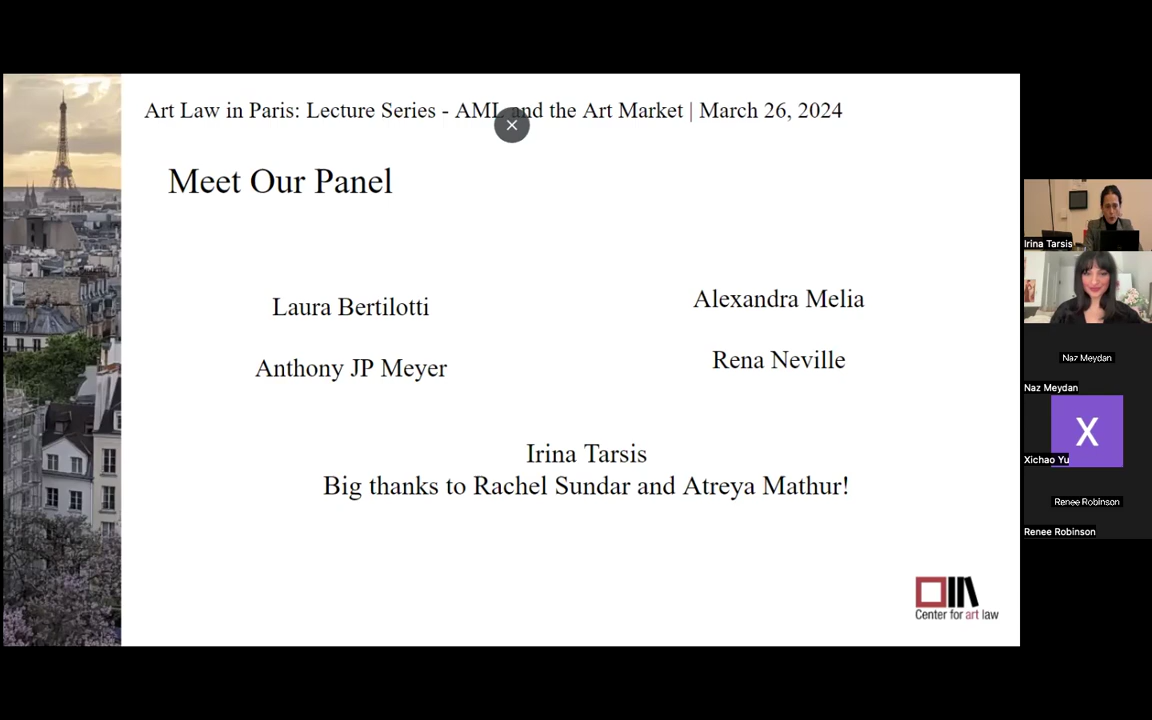 Art Law in Paris: Lecture Series - AML and the Art Market | March 26, 2024
Meet Our Panel
Laura Bertilotti
Anthony JP Meyer
Alexandra Melia
Rena Neville
Irina Tarsis
Big thanks to Rachel Sundar and Atreya Mathur!
Center for art law
Irina Tarsis
Naz Meydan
Naz Meydan
X
Xichao Yu
Renee Robinson
Renee Robinson